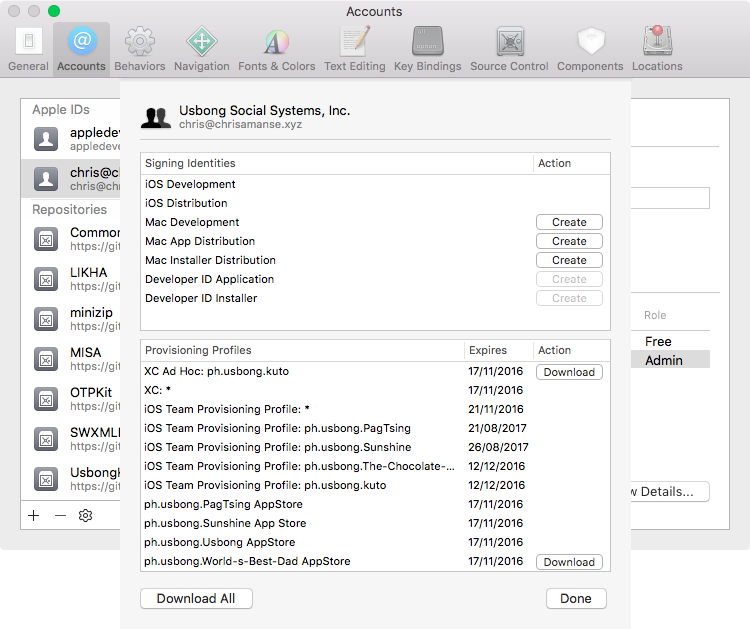 Accounts
General Accounts Behaviors Navigation Fonts & Colors Text Editing Key Bindings Source Control Components Locations
Apple IDs
appledev
appledeve
chris@c
chris@chr
Repositories
Common
https://git
LIKHA
https://git
minizip
https://git
MISA
https://git
OTPKit
https://git
SWXMLH
https://git
UsbongK
https://git
Usbong Social Systems, Inc.
chris@chrisamanse.xyz
Signing Identities Action
iOS Development
iOS Distribution
Mac Development Create
Mac App Distribution Create
Mac Installer Distribution Create
Developer ID Application Create
Developer ID Installer Create
Provisioning Profiles Expires Action
XC Ad Hoc: ph.usbong.kuto 17/11/2016 Download
XC: * 17/11/2016
iOS Team Provisioning Profile: * 21/11/2016
iOS Team Provisioning Profile: ph.usbong.PagTsing 21/08/2017
iOS Team Provisioning Profile: ph.usbong.Sunshine 26/08/2017
iOS Team Provisioning Profile: ph.usbong.The-Chocolate-... 12/12/2016
iOS Team Provisioning Profile: ph.usbong.kuto 12/12/2016
ph.usbong.PagTsing AppStore 17/11/2016
ph.usbong.Sunshine App Store 17/11/2016
ph.usbong.Usbong AppStore 17/11/2016
ph.usbong.World-s-Best-Dad AppStore 17/11/2016 Download
Download All Done
Role
Free
Admin
w Details...